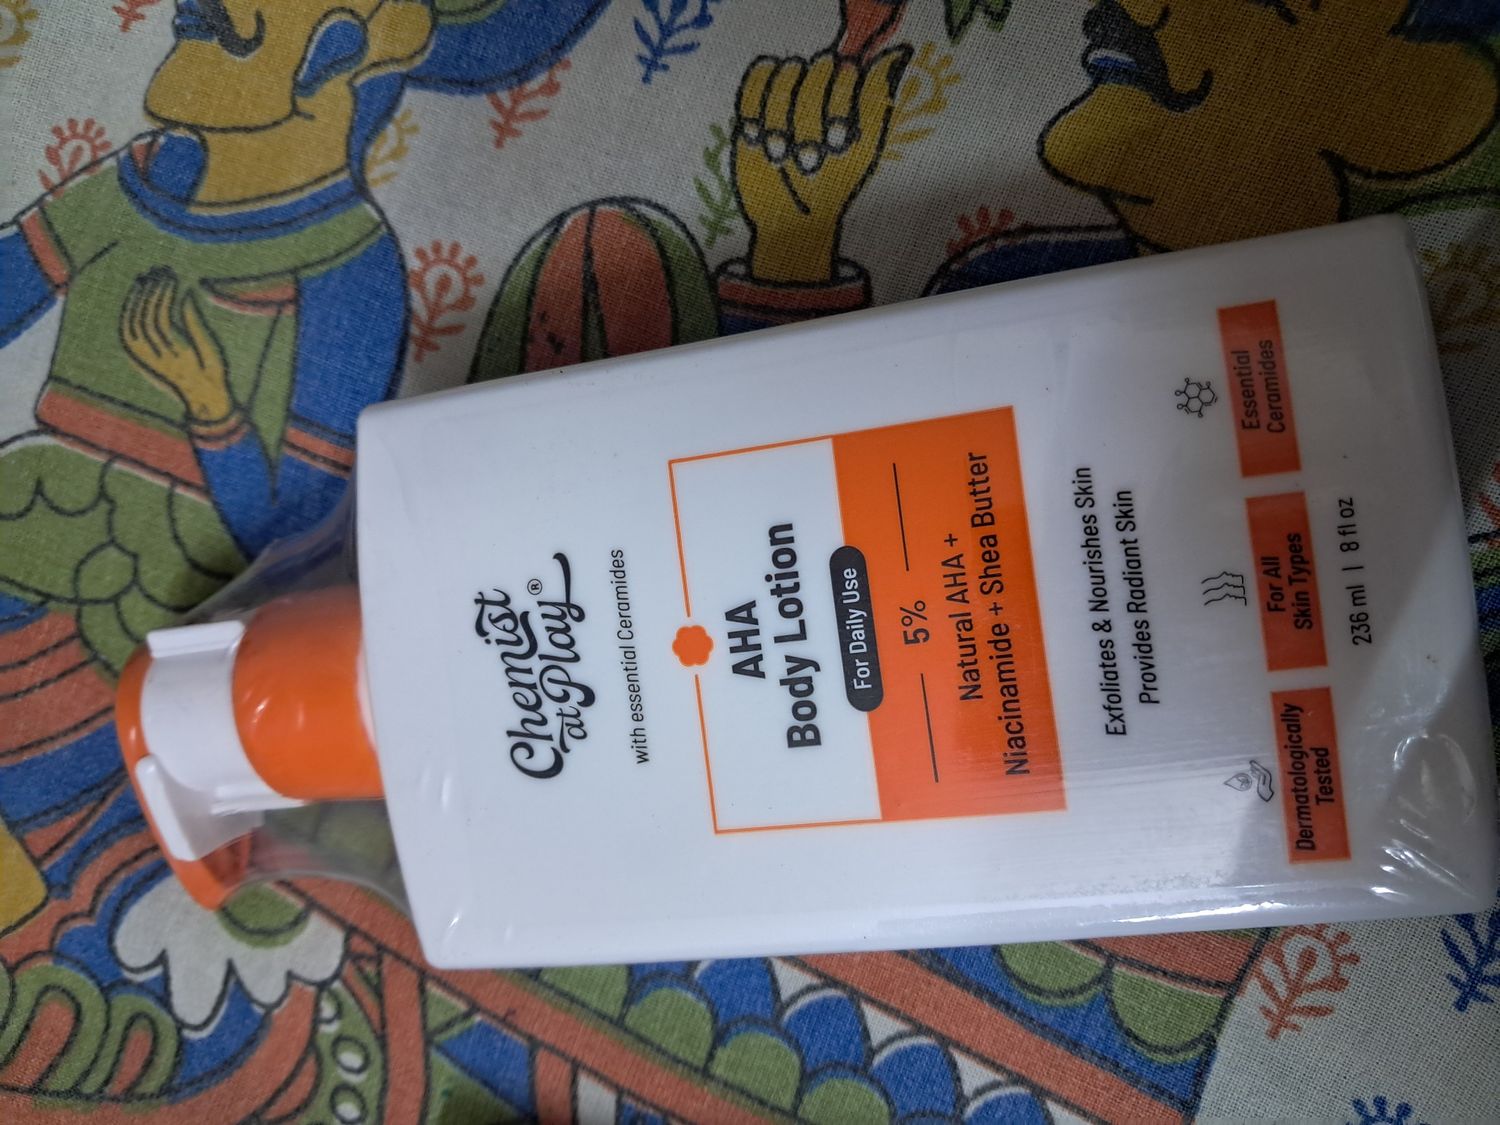 Chemist
at Play®
with essential Ceramides
AHA
Body Lotion
For Daily Use
5%
Natural AHA +
Niacinamide + Shea Butter
Exfoliates & Nourishes Skin
Provides Radiant Skin
Dermatologically
Tested
For All
Skin Types
Essential
Ceramides
236 ml | 8 fl oz